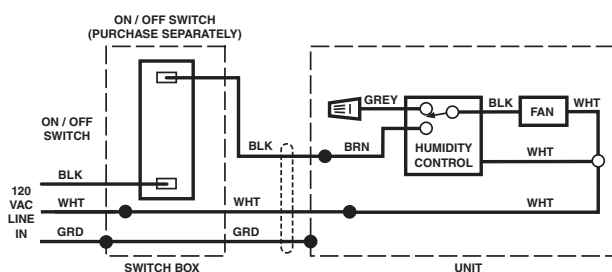 ON / OFF SWITCH
(PURCHASE SEPARATELY)
ON / OFF
SWITCH
GREY
BLK
FAN
WHT
HUMIDITY
CONTROL
BLK
BRN
WHT
BLK
120
VAC
LINE
IN
WHT
WHT
WHT
GRD
GRD
SWITCH BOX
UNIT